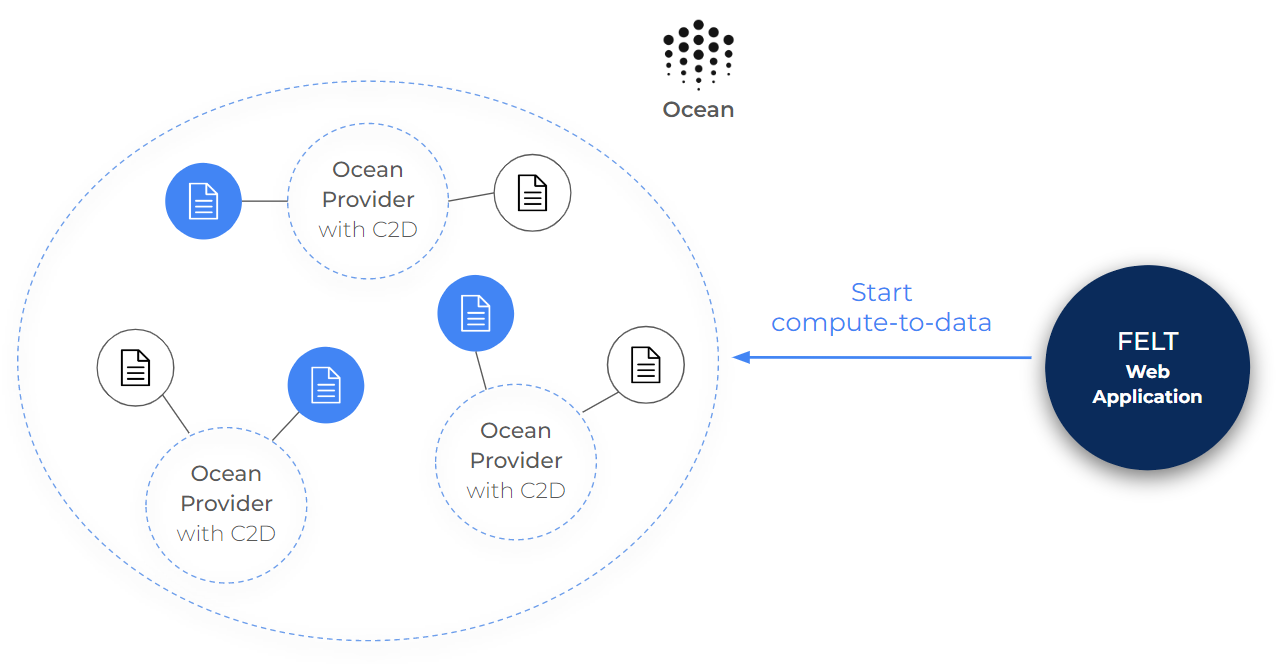 Ocean
Ocean
Provider
with C2D
Start
compute-to-data
FELT
Web
Application
Ocean
Provider
with C2D
Ocean
Provider
with C2D